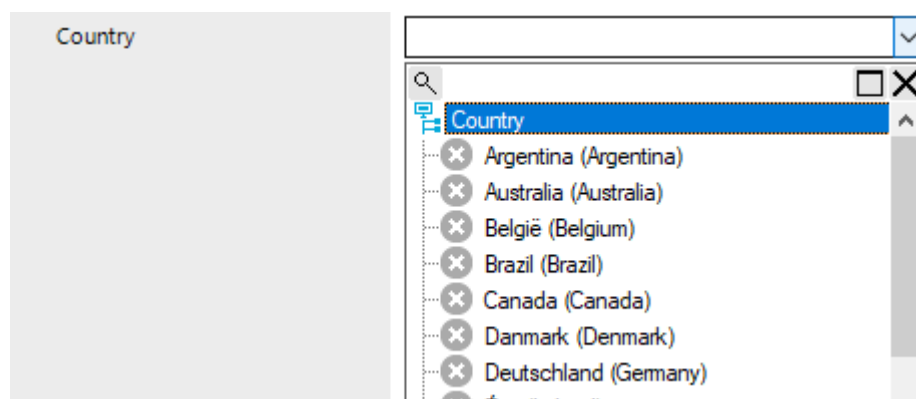 Country
Country
Argentina (Argentina)
Australia (Australia)
België (Belgium)
Brazil (Brazil)
Canada (Canada)
Danmark (Denmark)
Deutschland (Germany)